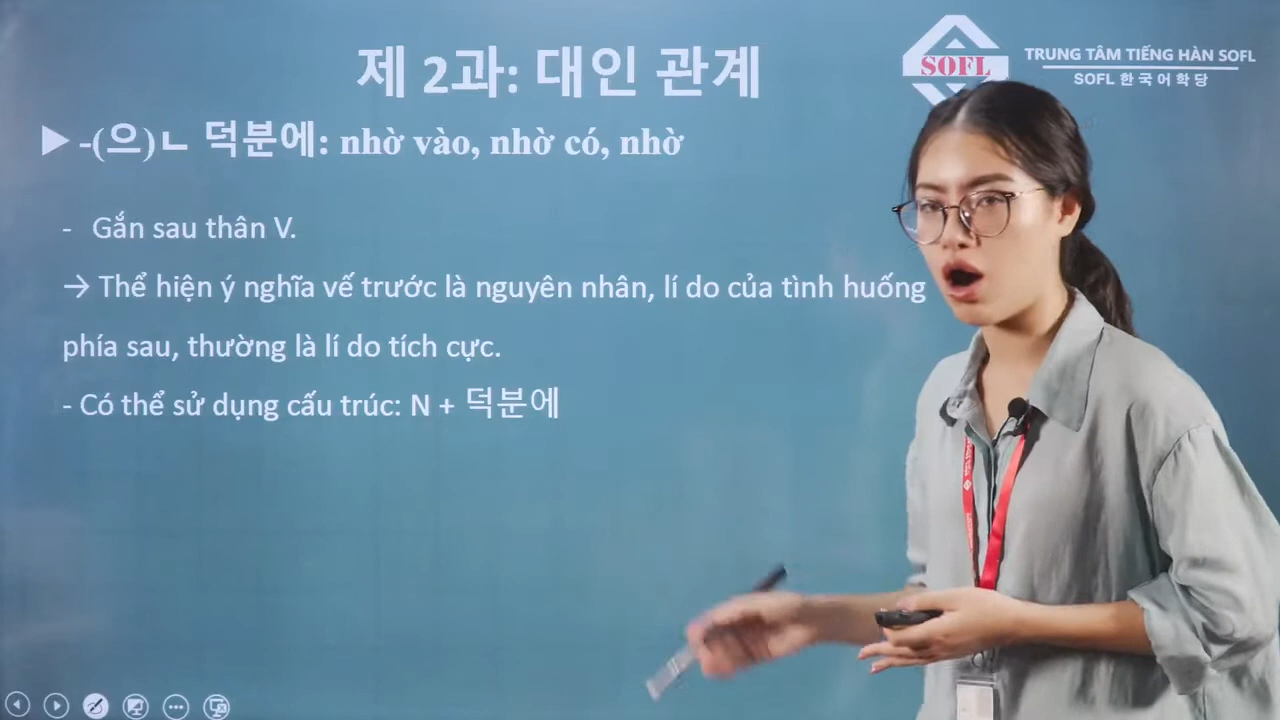 제 2과: 대인 관계
SOFL
TRUNG TÂM TIẾNG HÀN SOFL
SOFL 한국어학당
-(으)ㄴ 덕분에: nhờ vào, nhờ có, nhờ
- Gắn sau thân V.
→ Thể hiện ý nghĩa vế trước là nguyên nhân, lí do của tình huống
phía sau, thường là lí do tích cực.
- Có thể sử dụng cấu trúc: N + 덕분에